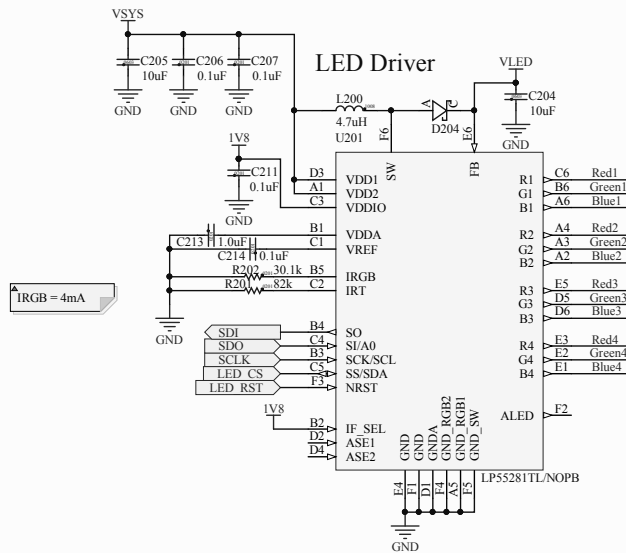 VSYS
C205
10uF
C206
0.1uF
C207
0.1uF
GND
GND
GND
LED Driver
VLED
L200
4.7uH
U201
A
C
D204
C204
10uF
GND
F6
E6
1V8
C211
0.1uF
GND
SW
FB
D3 VDD1
A1 VDD2
C3 VDDIO
B1 VDDA
C1 VREF
B5 IRGB
C2 IRT
C213 1.0uF
C214 0.1uF
R202 30.1k
R201 82k
GND
IRGB = 4mA
SDI B4 SO
SDO C4 SI/A0
SCLK B3 SCK/SCL
LED_CS C5 SS/SDA
LED_RST F3 NRST
1V8
B2 IF_SEL
D2 ASE1
D4 ASE2
R1 C6 Red1
G1 B6 Green1
B1 A6 Blue1
R2 A4 Red2
G2 A3 Green2
B2 A2 Blue2
R3 E5 Red3
G3 D5 Green3
B3 D6 Blue3
R4 E3 Red4
G4 E2 Green4
B4 E1 Blue4
ALED F2
GND
GND
GNDA
GND_RGB2
GND_RGB1
GND_SW
E4
F1
D1
F4
A5
F5
LP55281TL/NOPB
GND